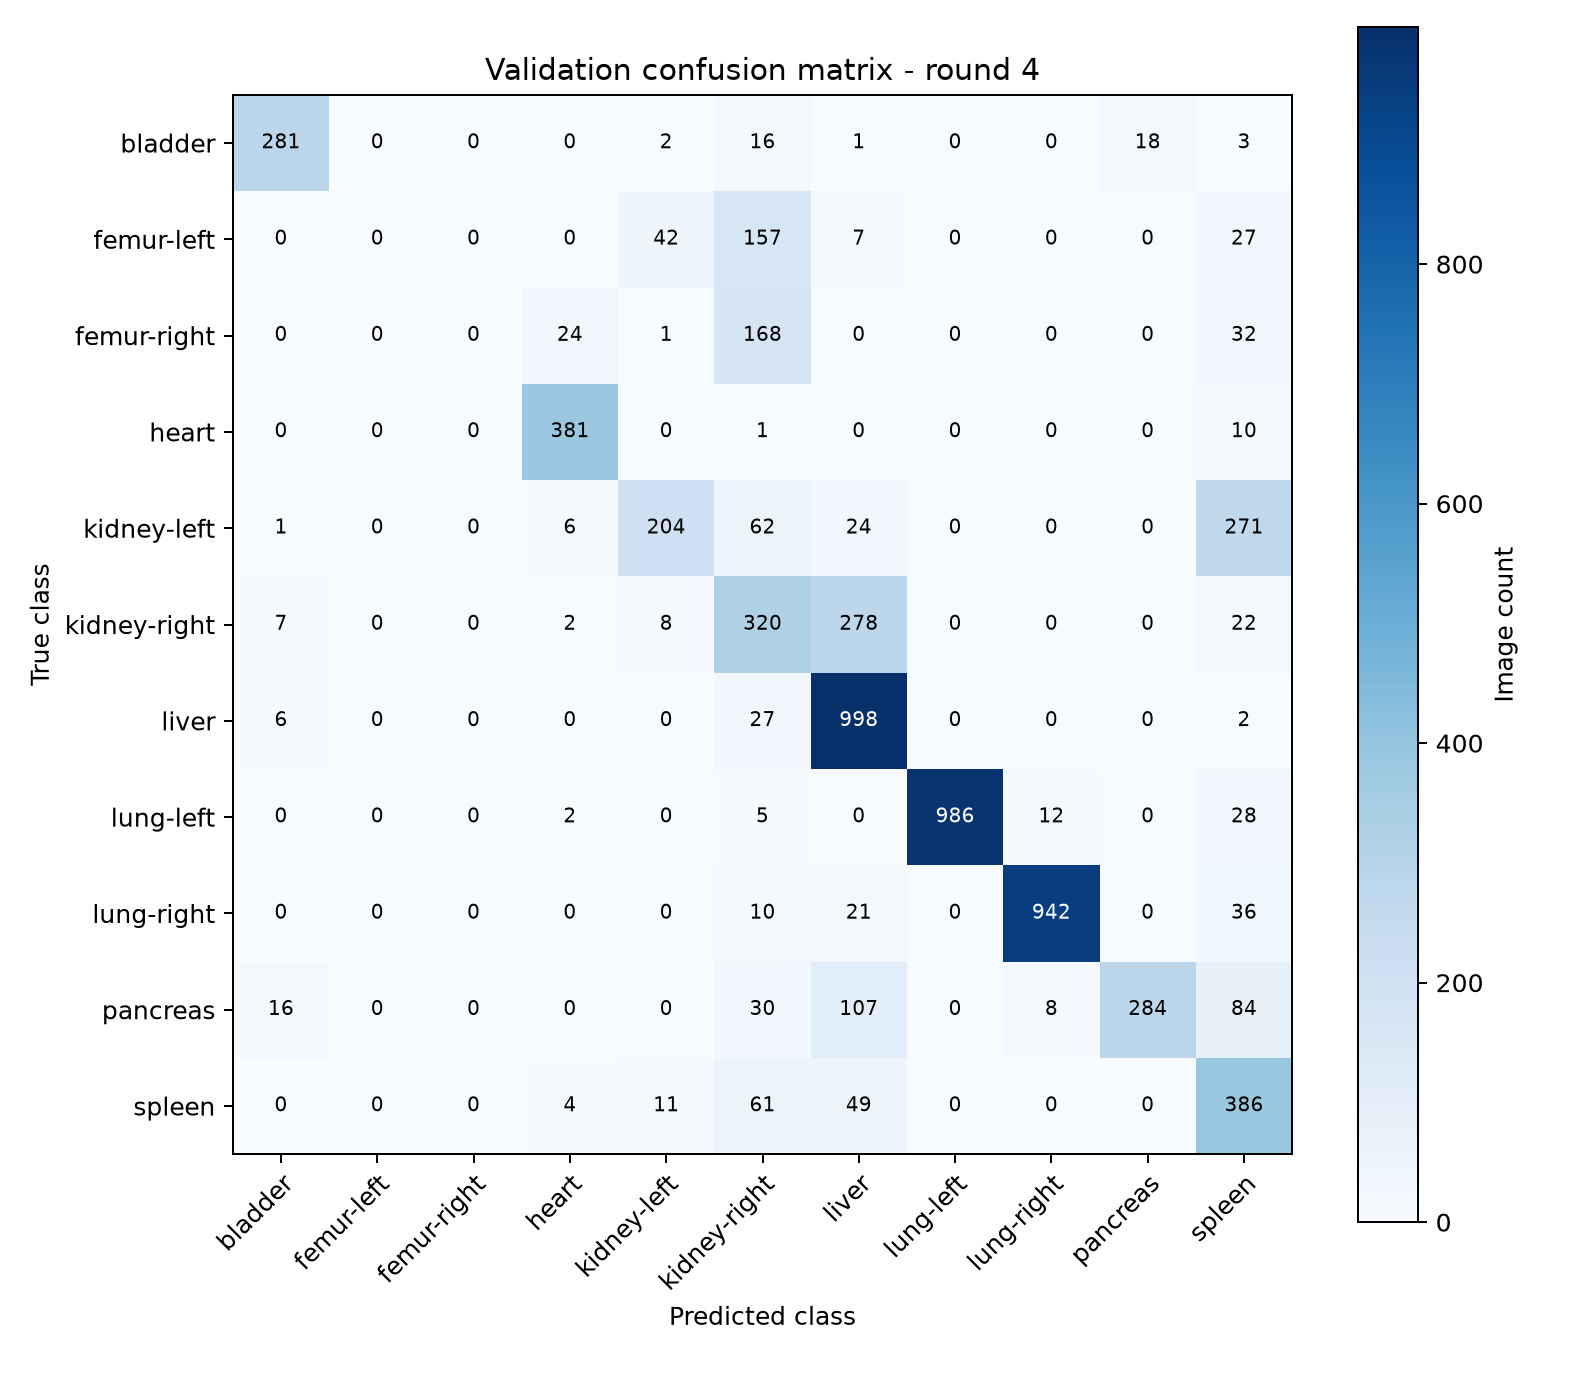 Validation confusion matrix - round 4
bladder 281 0 0 0 2 16 1 0 0 18 3
femur-left 0 0 0 0 42 157 7 0 0 0 27
femur-right 0 0 0 24 1 168 0 0 0 0 32
heart 0 0 0 381 0 1 0 0 0 0 10
kidney-left 1 0 0 6 204 62 24 0 0 0 271
kidney-right 7 0 0 2 8 320 278 0 0 0 22
liver 6 0 0 0 0 27 998 0 0 0 2
lung-left 0 0 0 2 0 5 0 986 12 0 28
lung-right 0 0 0 0 0 10 21 0 942 0 36
pancreas 16 0 0 0 0 30 107 0 8 284 84
spleen 0 0 0 4 11 61 49 0 0 0 386
True class
bladder femur-left femur-right heart kidney-left kidney-right liver lung-left lung-right pancreas spleen
Predicted class
800
600
400
200
0
Image count